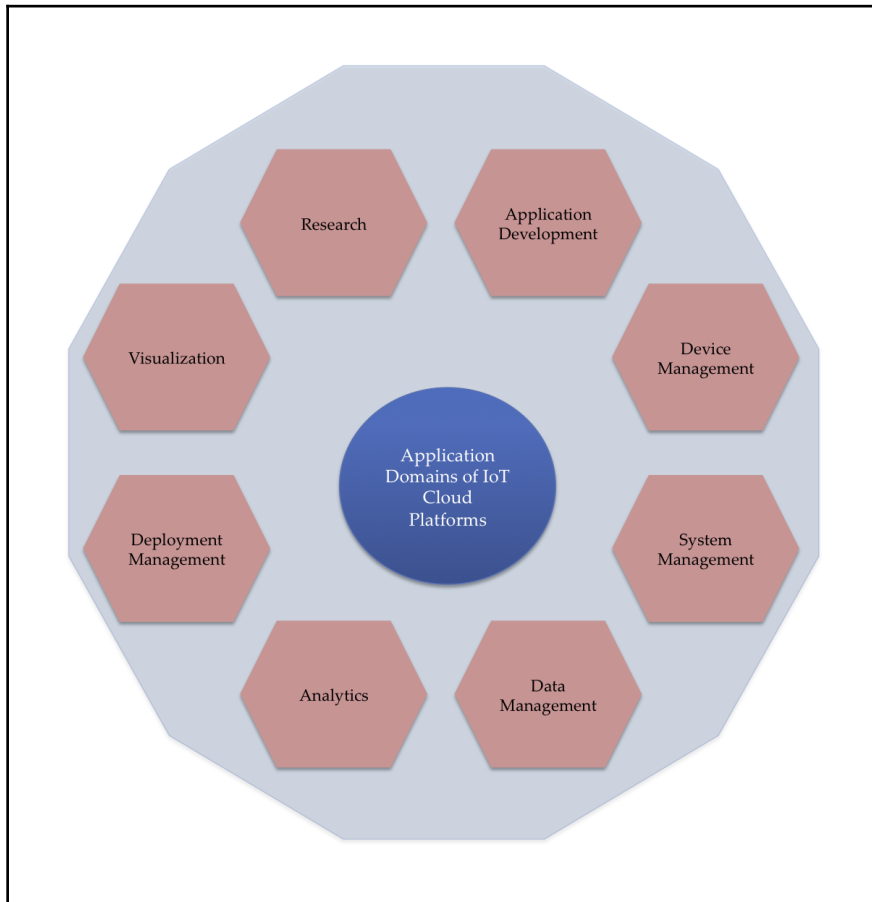 Research
Application
Development
Visualization
Device
Management
Application
Domains of IoT
Cloud
Platforms
Deployment
Management
System
Management
Analytics
Data
Management